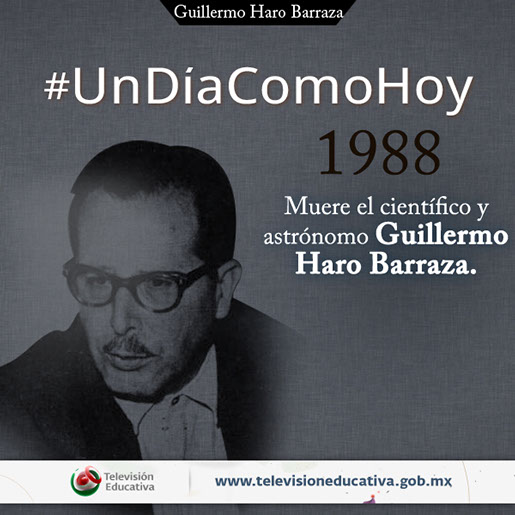 Guillermo Haro Barraza
#UnDíaComoHoy
1988
Muere el científico y
astrónomo Guillermo
Haro Barraza.
Televisión
Educativa
www.televisioneducativa.gob.mx